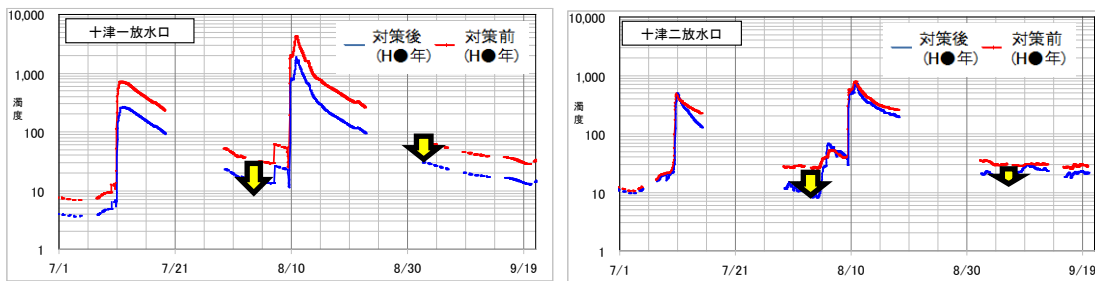 十津一放水口
対策後
(H●年)
対策前
(H●年)
濁度
10,000
1,000
100
10
1
7/1
7/21
8/10
8/30
9/19
十津二放水口
対策後
(H●年)
対策前
(H●年)
濁度
10,000
1,000
100
10
1
7/1
7/21
8/10
8/30
9/19